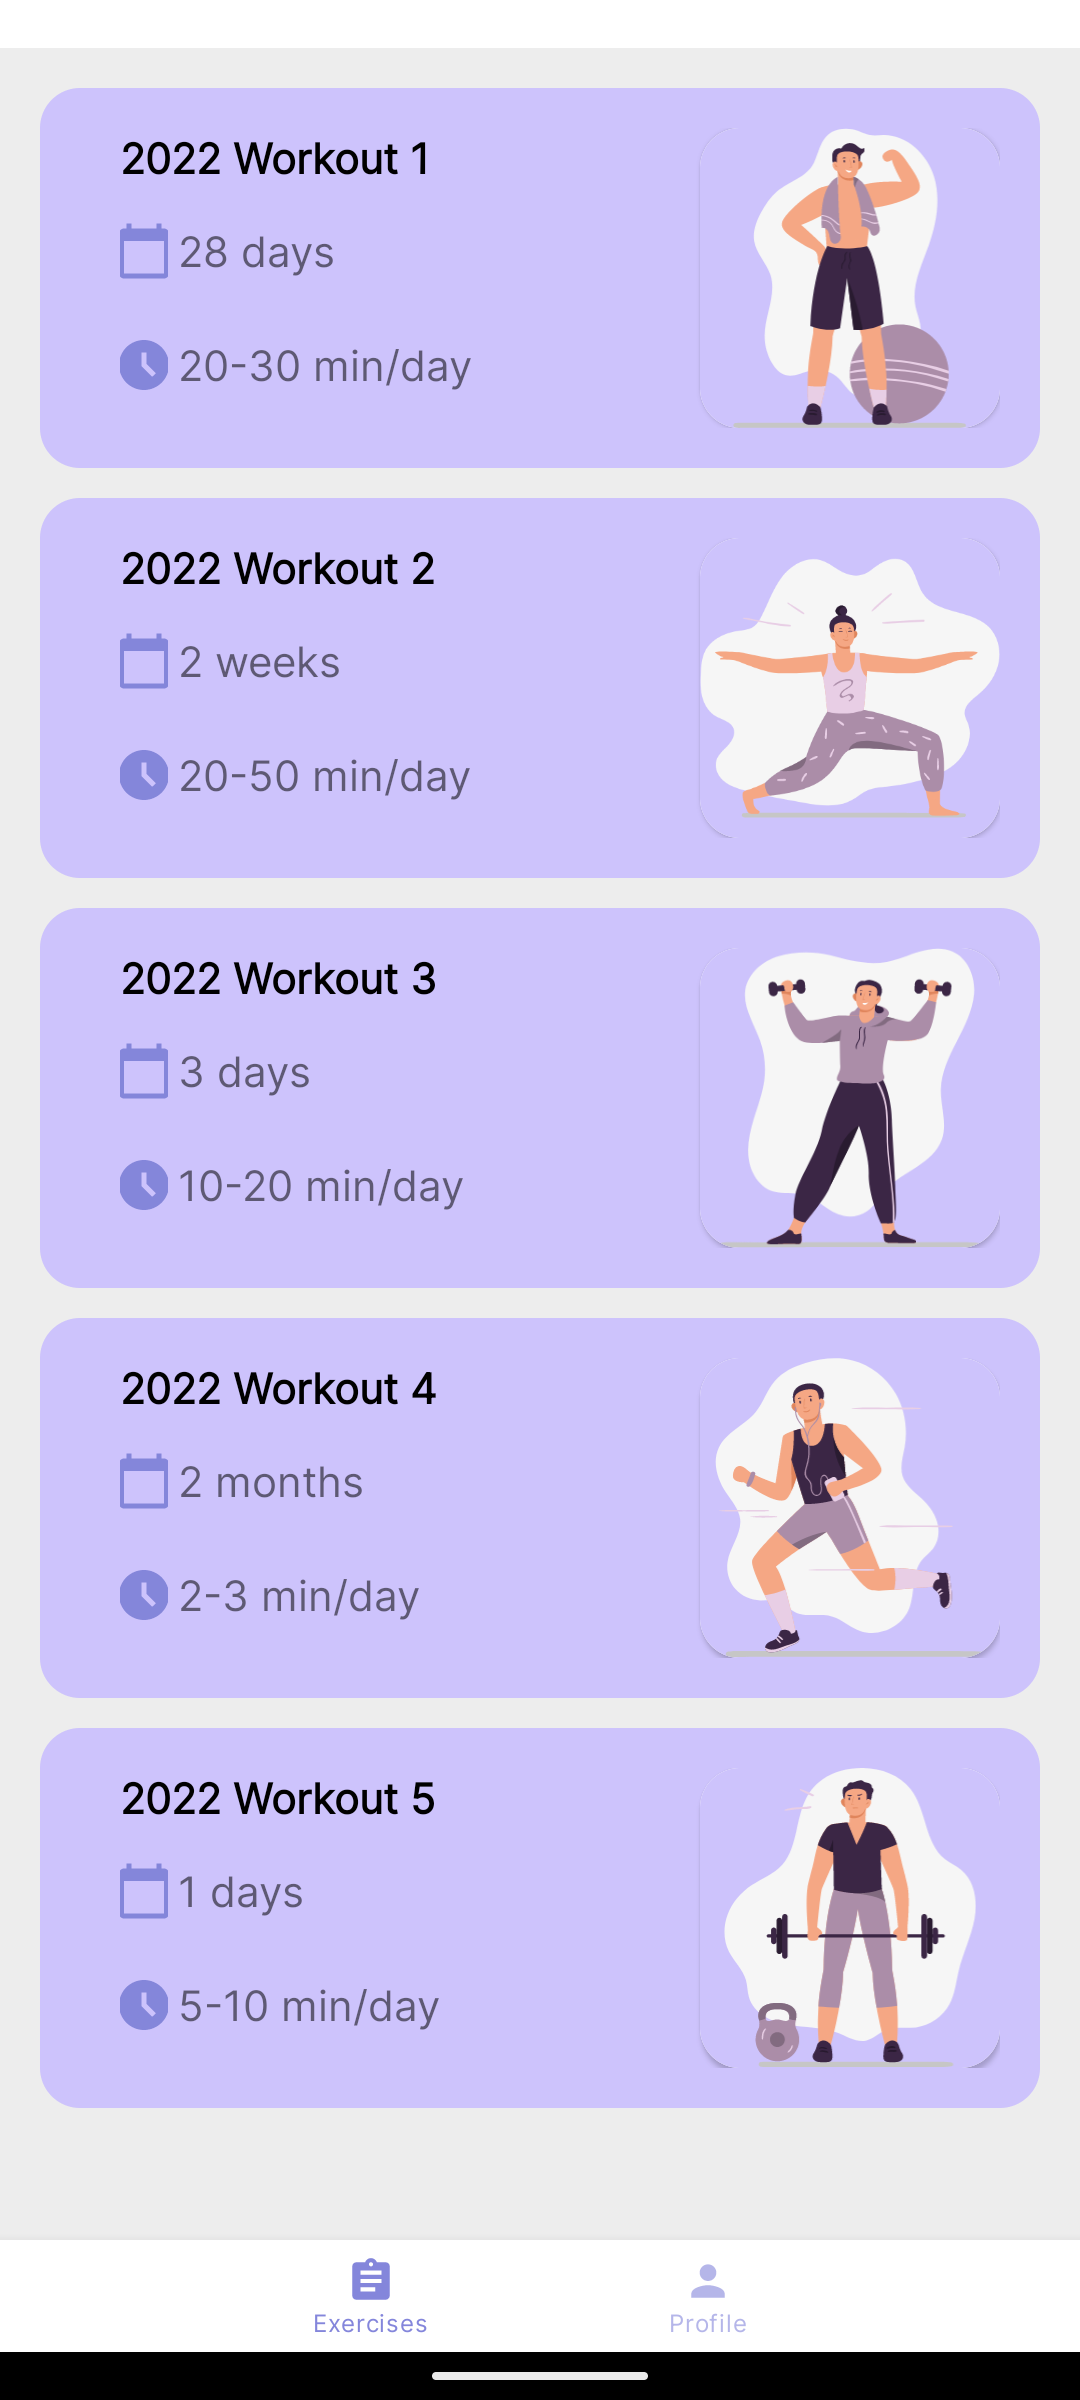 2022 Workout 1
28 days
20-30 min/day
2022 Workout 2
2 weeks
20-50 min/day
2022 Workout 3
3 days
10-20 min/day
2022 Workout 4
2 months
2-3 min/day
2022 Workout 5
1 days
5-10 min/day
Exercises
Profile